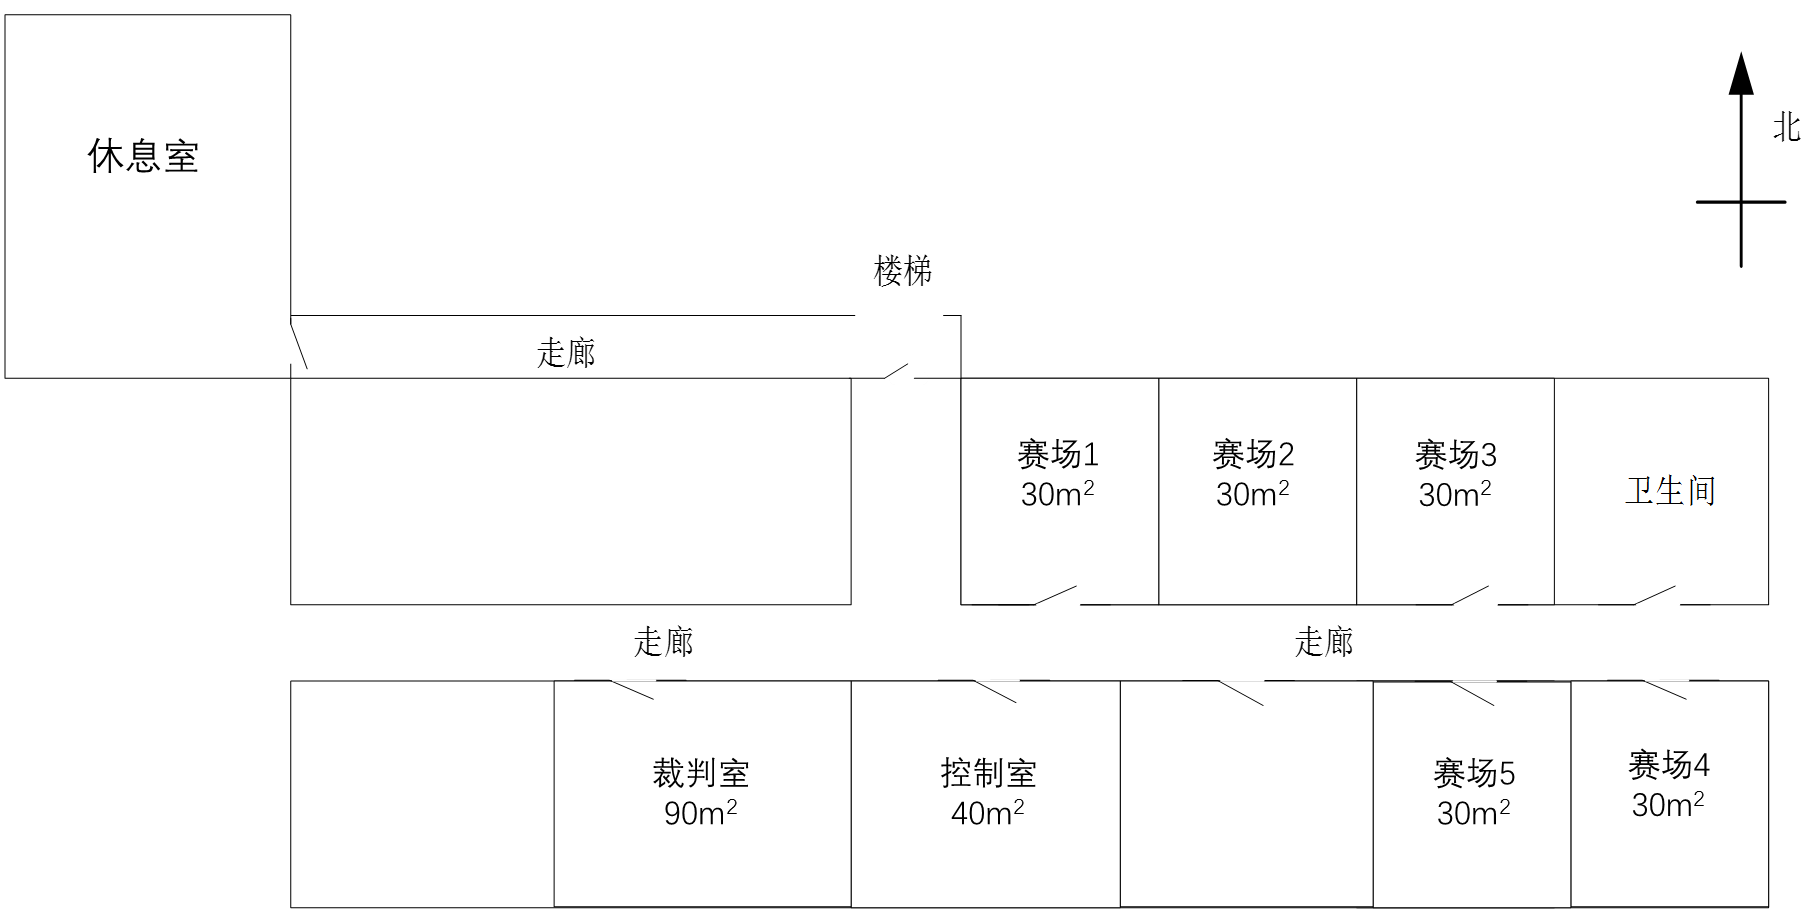 休息室
北
楼梯
走廊
赛场1
30m²
赛场2
30m²
赛场3
30m²
卫生间
走廊
走廊
裁判室
90m²
控制室
40m²
赛场5
30m²
赛场4
30m²